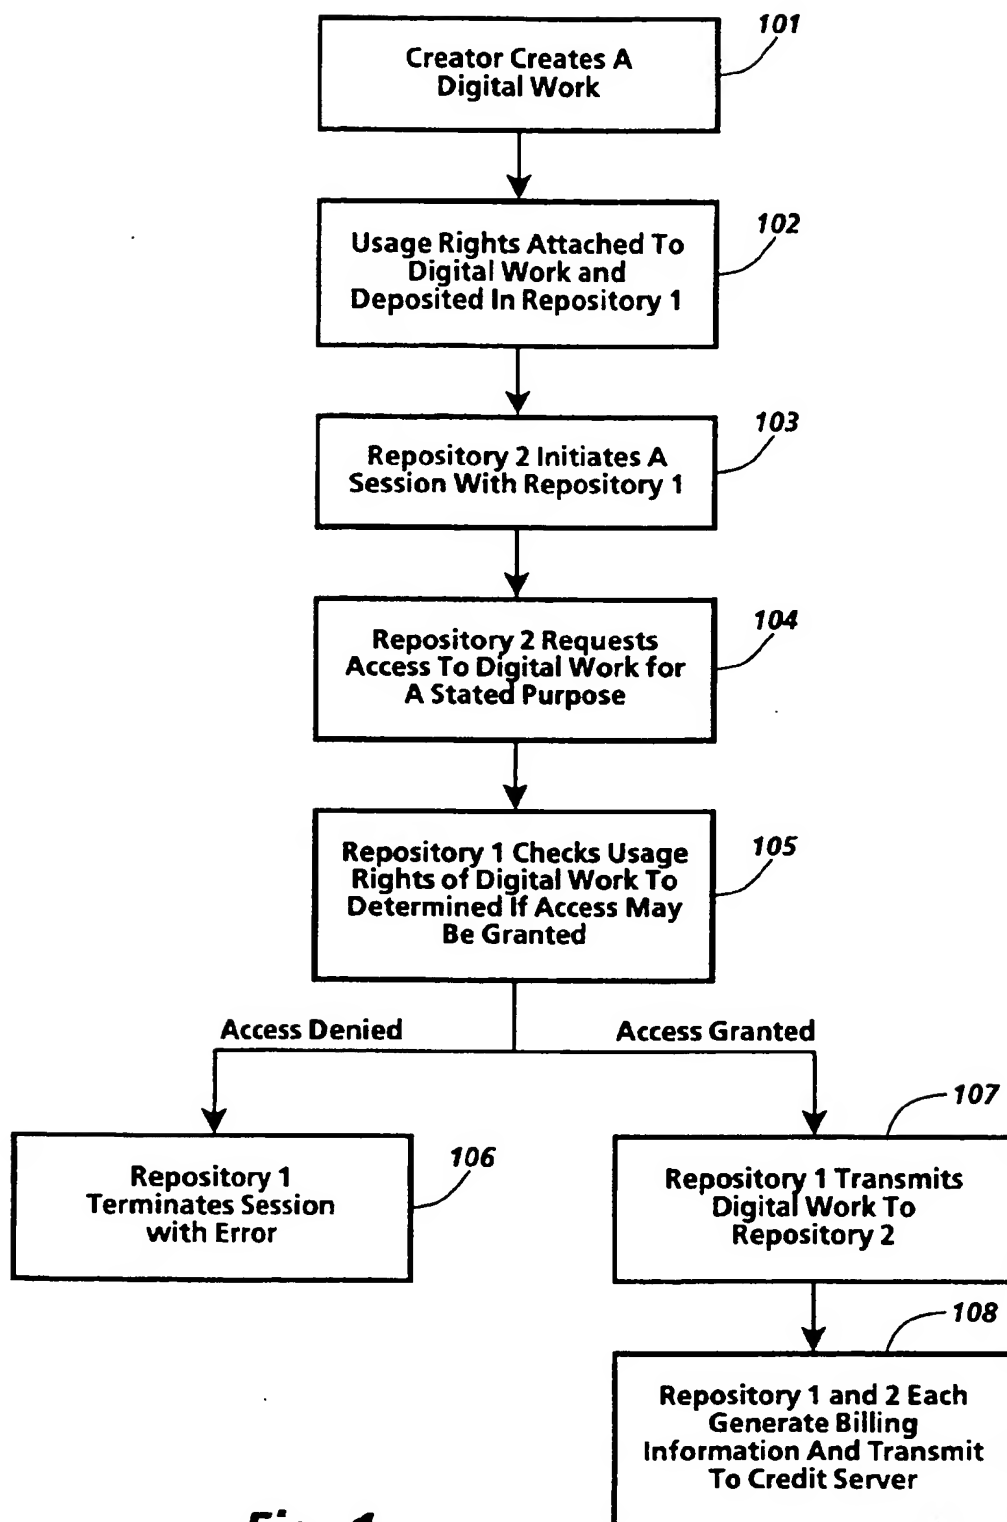 101
Creator Creates A
Digital Work
102
Usage Rights Attached To
Digital Work and
Deposited In Repository 1
103
Repository 2 Initiates A
Session With Repository 1
104
Repository 2 Requests
Access To Digital Work for
A Stated Purpose
105
Repository 1 Checks Usage
Rights of Digital Work To
Determined If Access May
Be Granted
Access Denied
Access Granted
106
Repository 1
Terminates Session
with Error
107
Repository 1 Transmits
Digital Work To
Repository 2
108
Repository 1 and 2 Each
Generate Billing
Information And Transmit
To Credit Server
Fig. 1